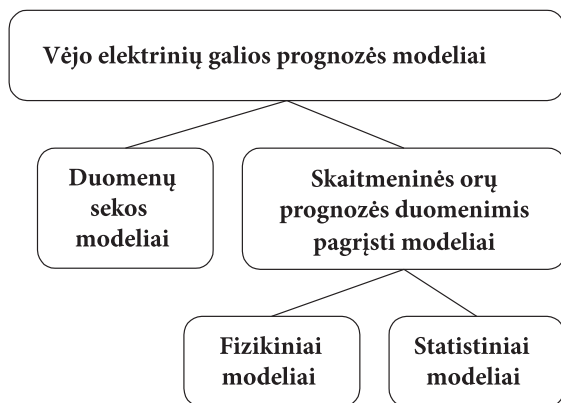 Vėjo elektrinių galios prognozės modeliai
Duomenų
sekos
modeliai
Skaitmeninės orų
prognozės duomenimis
pagrįsti modeliai
Fizikiniai
modeliai
Statistiniai
modeliai